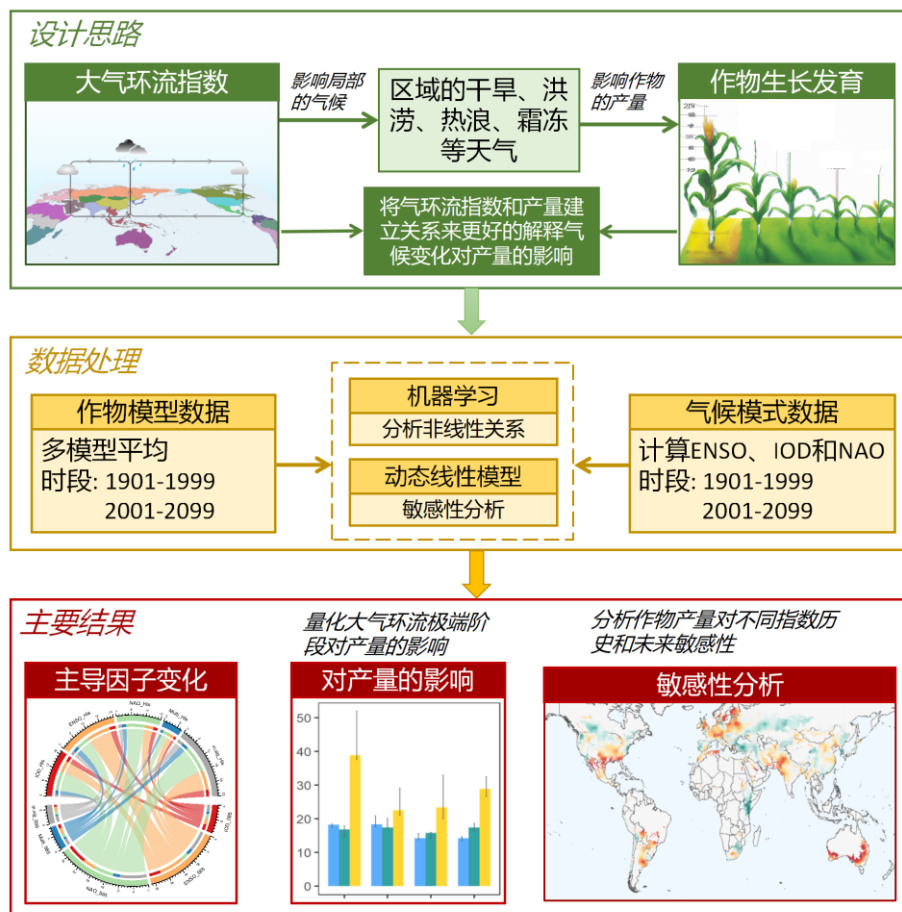 设计思路
大气环流指数
影响局部
的气候
区域的干旱、洪
涝、热浪、霜冻
等天气
影响作物
的产量
作物生长发育
将气环流指数和产量建
立关系来更好的解释气
候变化对产量的影响
数据处理
作物模型数据
多模型平均
时段: 1901-1999
2001-2099
机器学习
分析非线性关系
动态线性模型
敏感性分析
气候模式数据
计算ENSO、IOD和NAO
时段: 1901-1999
2001-2099
主要结果
量化大气环流极端阶
段对产量的影响
分析作物产量对不同指数历
史和未来敏感性
主导因子变化
NAO_His
Multi_His
ENSO_His
IOD_His
对产量的影响
50
40
30
20
10
0
敏感性分析